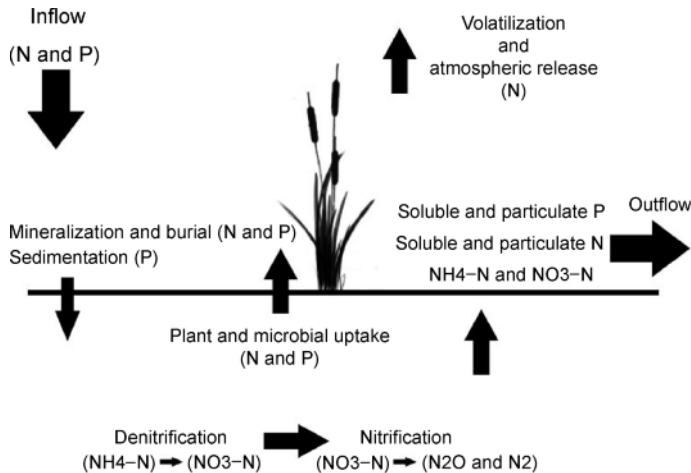 Inflow
(N and P)
Volatilization
and
atmospheric release
(N)
Mineralization and burial (N and P)
Sedimentation (P)
Soluble and particulate P
Soluble and particulate N
NH4–N and NO3–N
Outflow
Plant and microbial uptake
(N and P)
Denitrification
(NH4–N) → (NO3–N)
Nitrification
(NO3–N) → (N2O and N2)